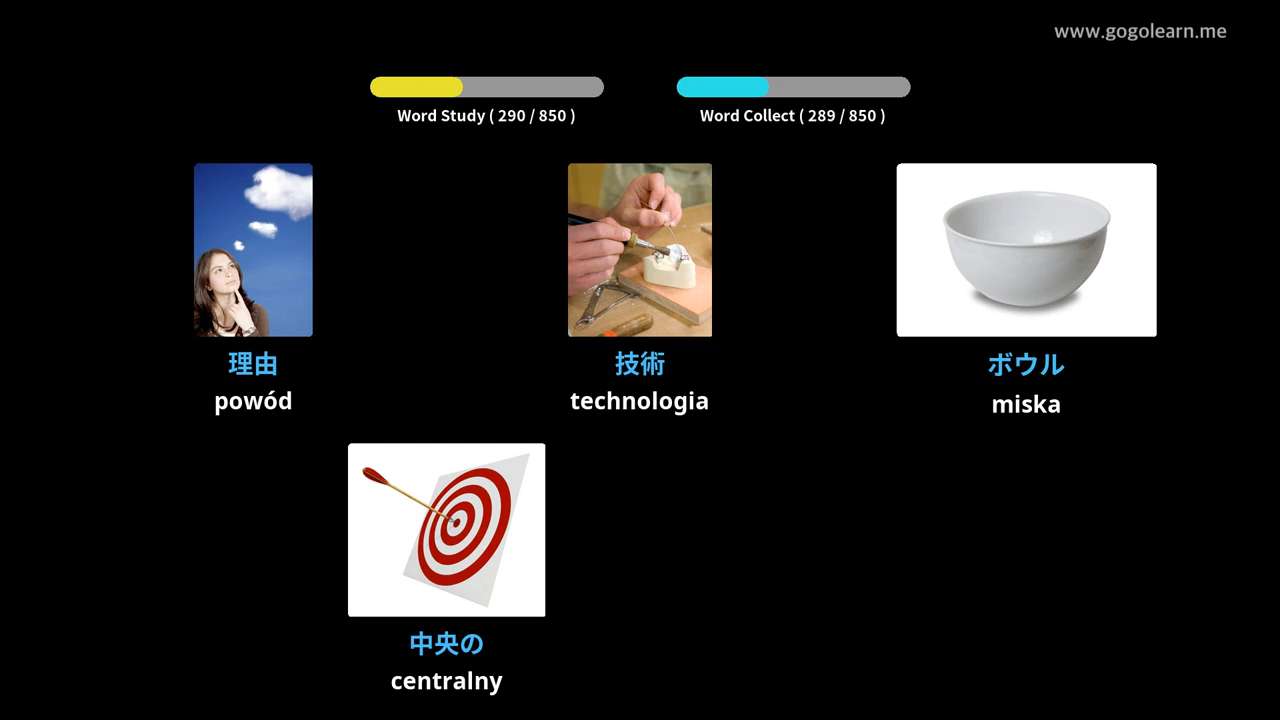 www.gogolearn.me
Word Study ( 290 / 850 )
Word Collect ( 289 / 850 )
理由
powód
技術
technologia
ボウル
miska
中央の
centralny